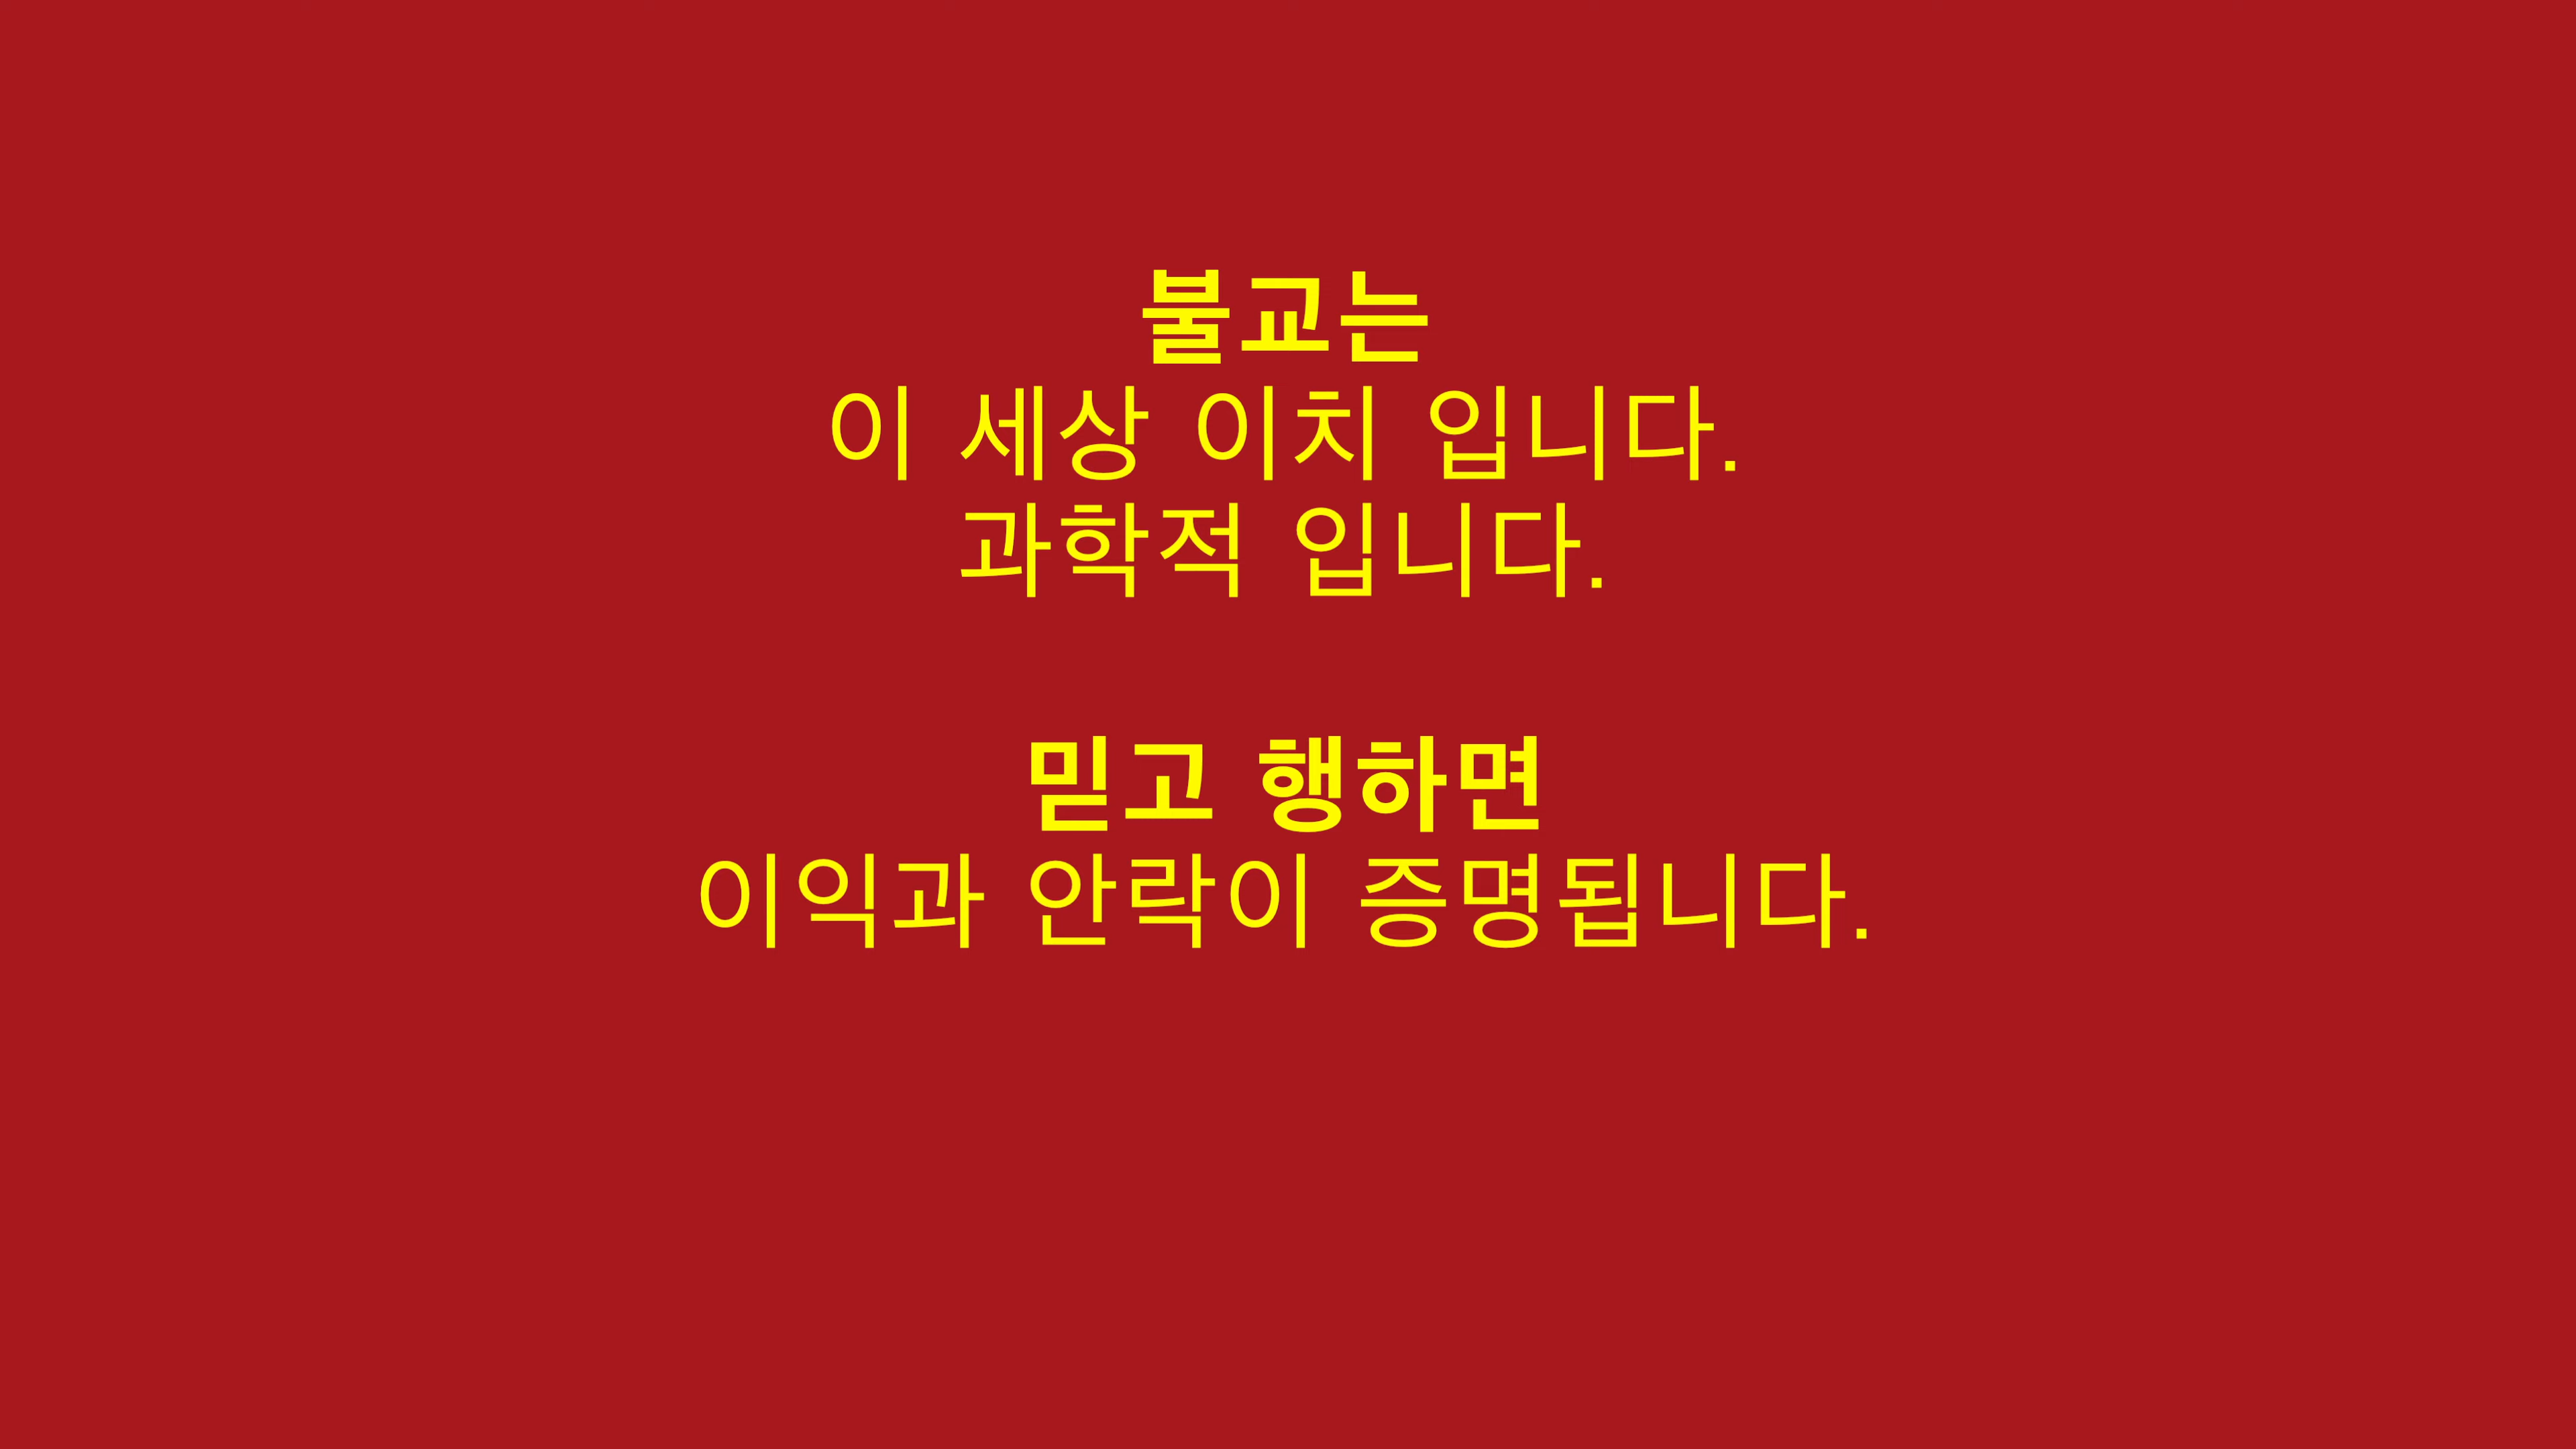 불교는
이 세상 이치 입니다.
과학적 입니다.
믿고 행하면
이익과 안락이 증명됩니다.